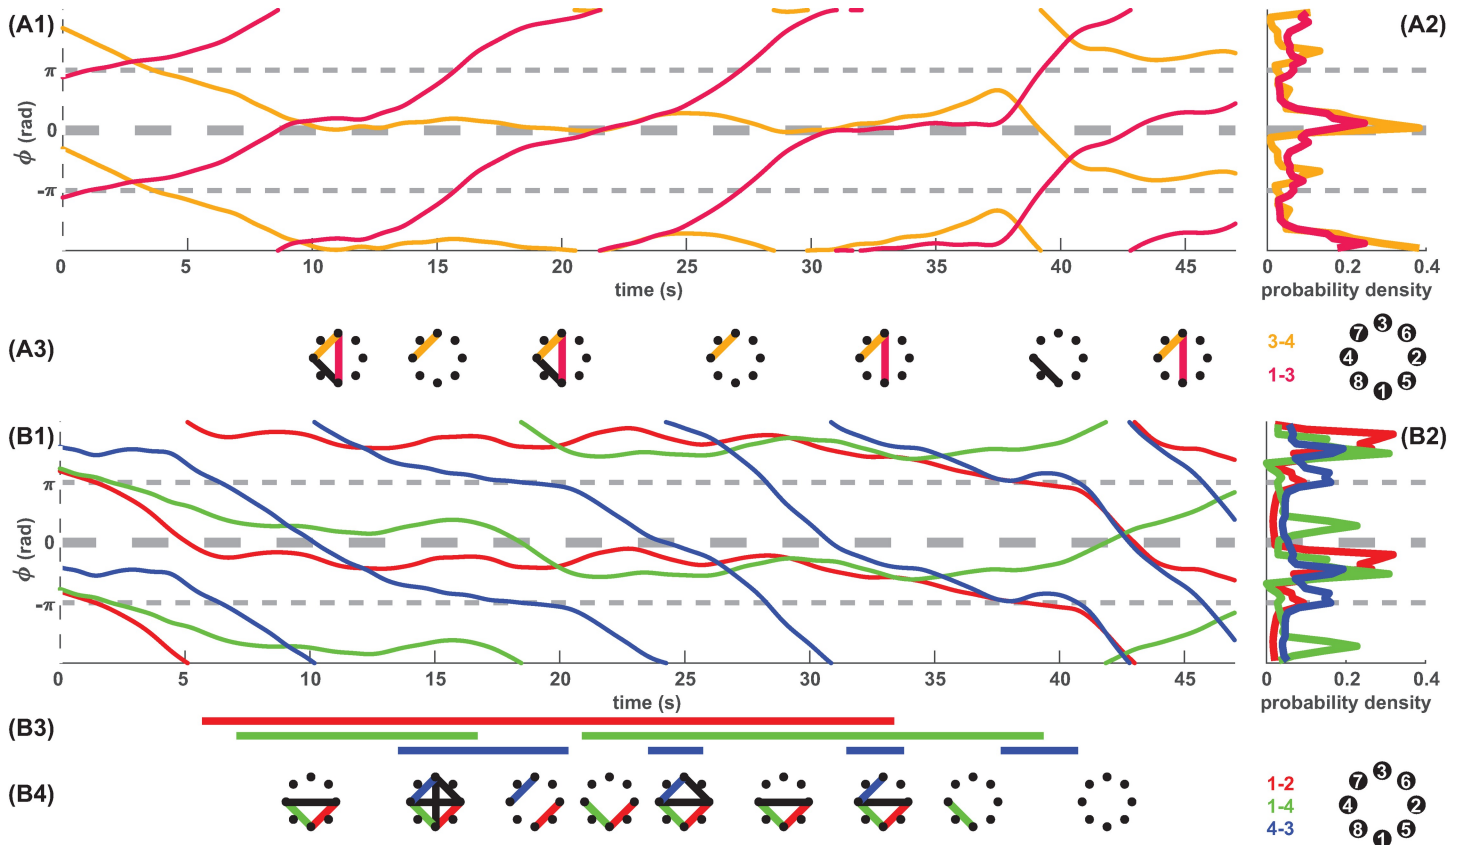 (A1)
(A2)
π
0
-π
ϕ (rad)
0 5 10 15 20 25 30 35 40 45
time (s)
0 0.2 0.4
probability density
(A3)
3-4
1-3
3
7 6
4 2
8 5
1
(B1)
(B2)
π
0
-π
ϕ (rad)
0 5 10 15 20 25 30 35 40 45
time (s)
0 0.2 0.4
probability density
(B3)
(B4)
1-2
1-4
4-3
3
7 6
4 2
8 5
1